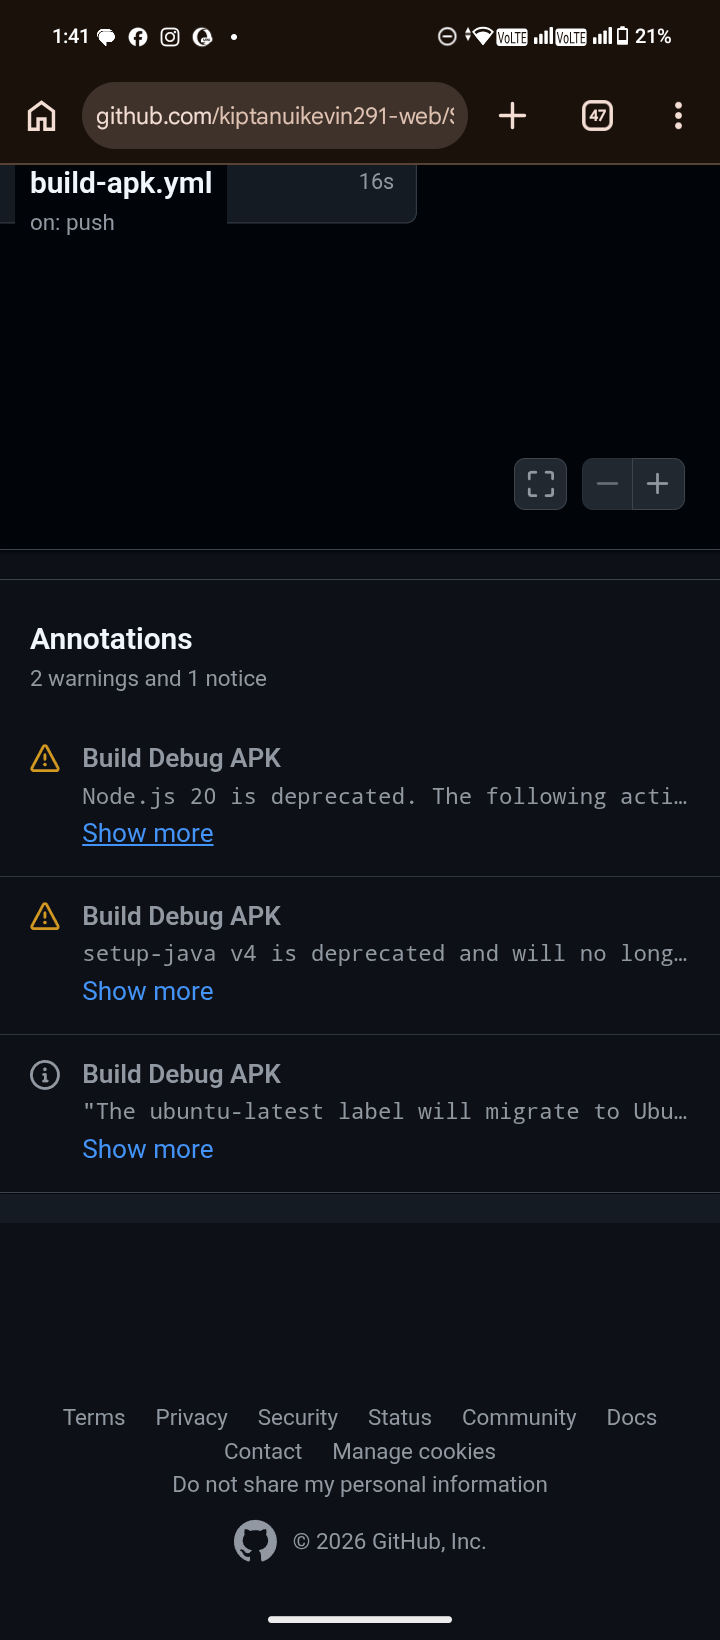 1:41
VoLTE VoLTE 21%
github.com/kiptanuikevin291-web/S
47
build-apk.yml
16s
on: push
Annotations
2 warnings and 1 notice
Build Debug APK
Node.js 20 is deprecated. The following acti…
Show more
Build Debug APK
setup-java v4 is deprecated and will no long…
Show more
Build Debug APK
"The ubuntu-latest label will migrate to Ubu…
Show more
Terms Privacy Security Status Community Docs
Contact Manage cookies
Do not share my personal information
© 2026 GitHub, Inc.